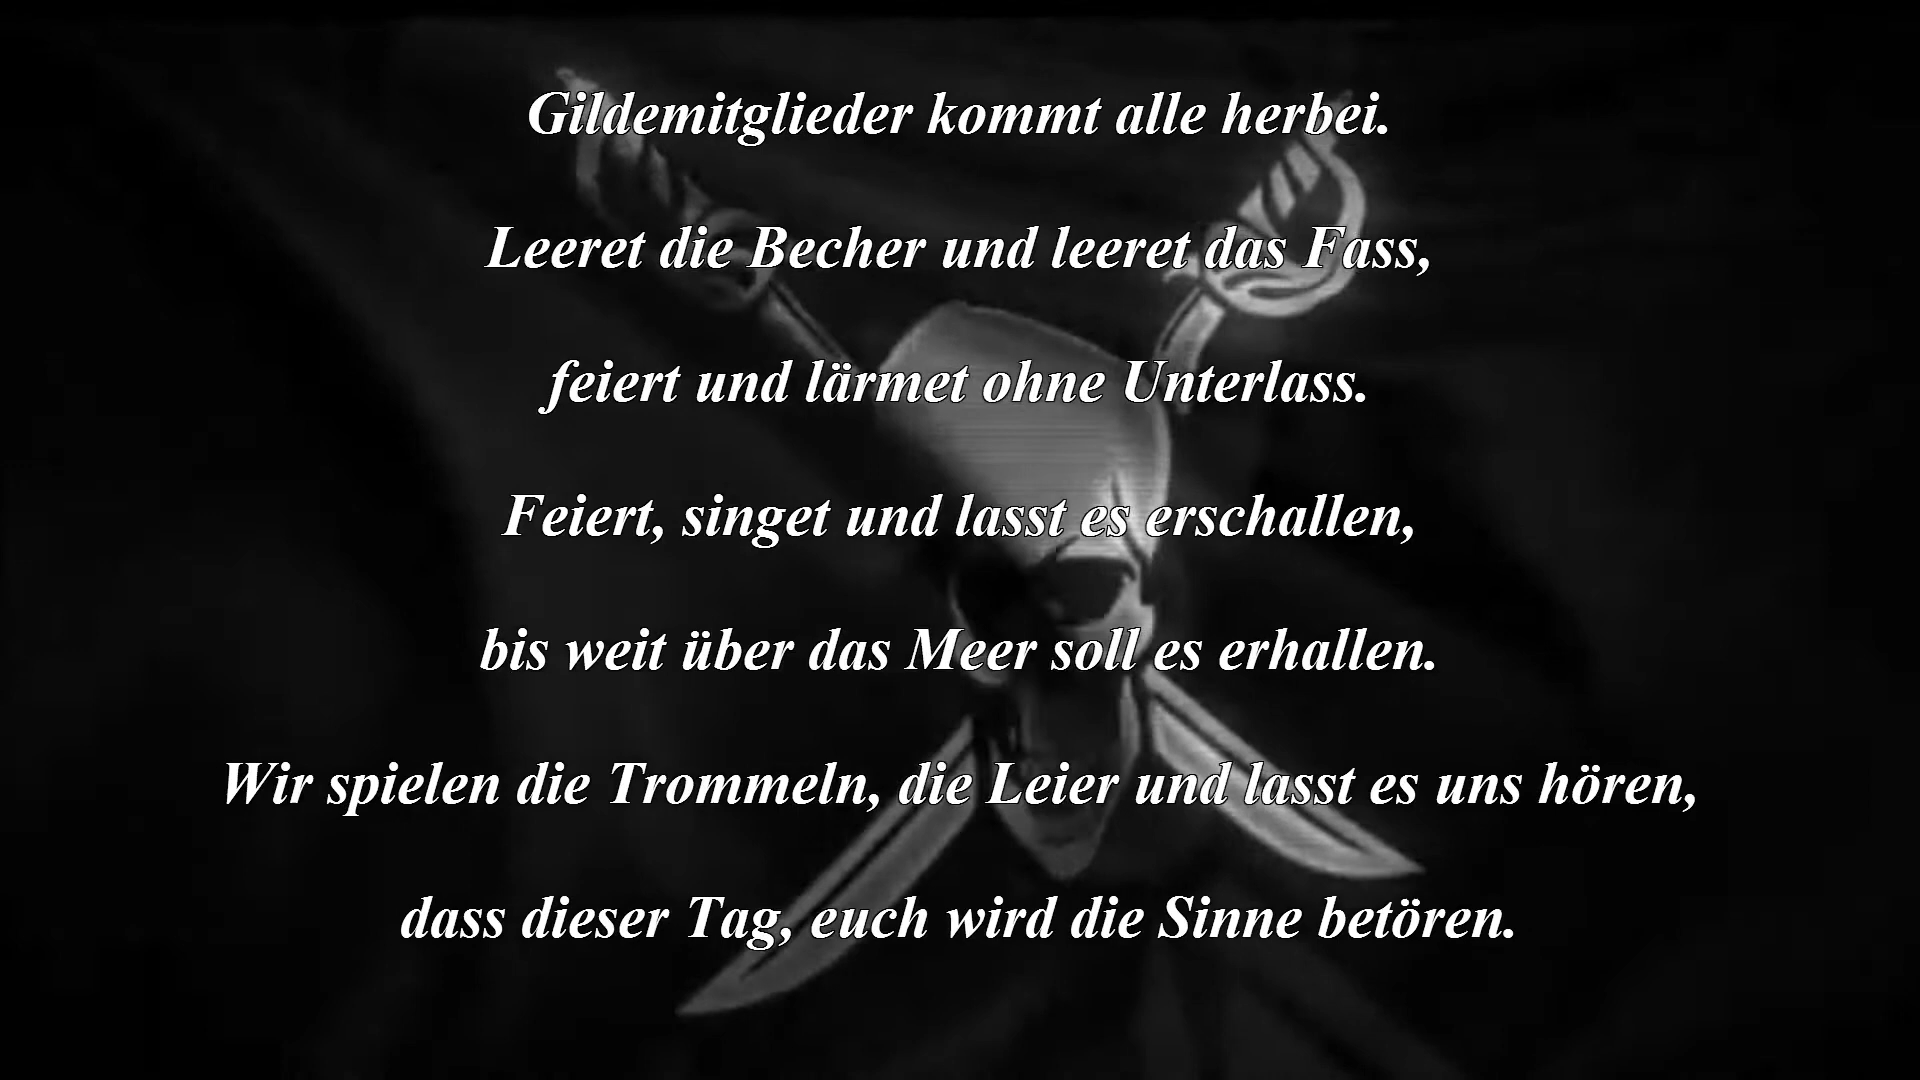 Gildemitglieder kommt alle herbei.
Leeret die Becher und leeret das Fass,
feiert und lärmet ohne Unterlass.
Feiert, singet und lasst es erschallen,
bis weit über das Meer soll es erhallen.
Wir spielen die Trommeln, die Leier und lasst es uns hören,
dass dieser Tag, euch wird die Sinne betören.